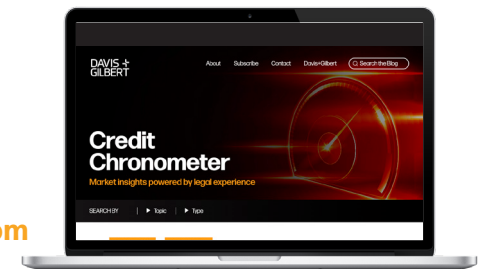 DAVIS +
GILBERT
About Subscribe Contact Davis+Gilbert Search the Blog
Credit
Chronometer
Market insights powered by legal experience
SEARCH BY | ▶ Topic | ▶ Type
om